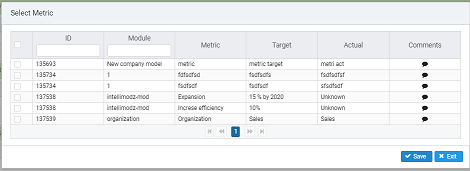 Select Metric
ID Module Metric Target Actual Comments
135693 New company model metric metric target metri act
135734 1 fdfsdfsd fsdfsdfs fsdfsdfsf
135734 1 fsdfsdf fsdfsdf sfsdfsdf
137538 intellimodz-mod Expansion 15 % by 2020 Unknown
137538 intellimodz-mod Increse efficiency 10% Unknown
137539 organization Organization Sales Sales
1
Save Exit